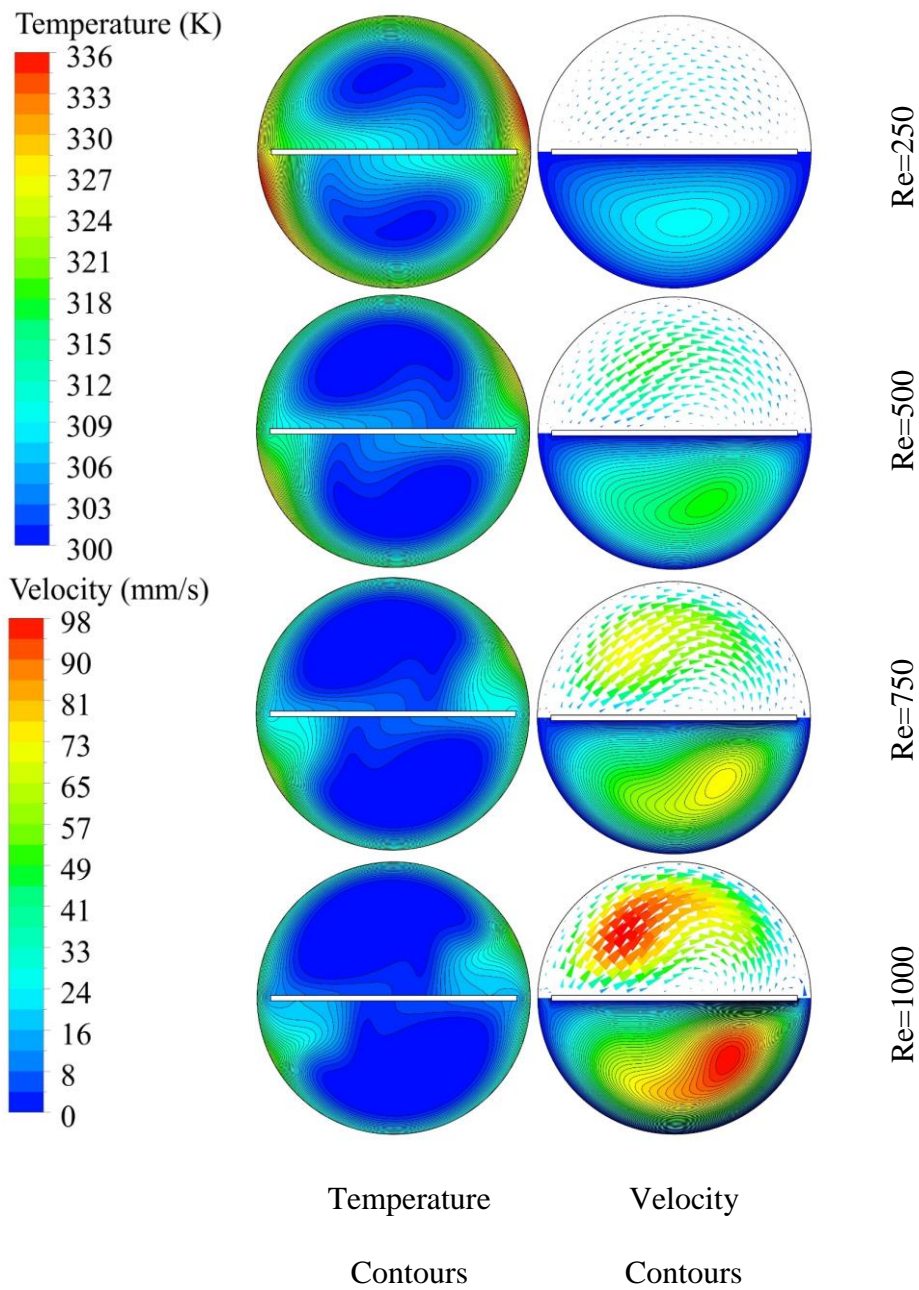 Temperature (K)
336
333
330
327
324
321
318
315
312
309
306
303
300
Velocity (mm/s)
98
90
81
73
65
57
49
41
33
24
16
8
0
Re=250
Re=500
Re=750
Re=1000
Temperature
Contours
Velocity
Contours